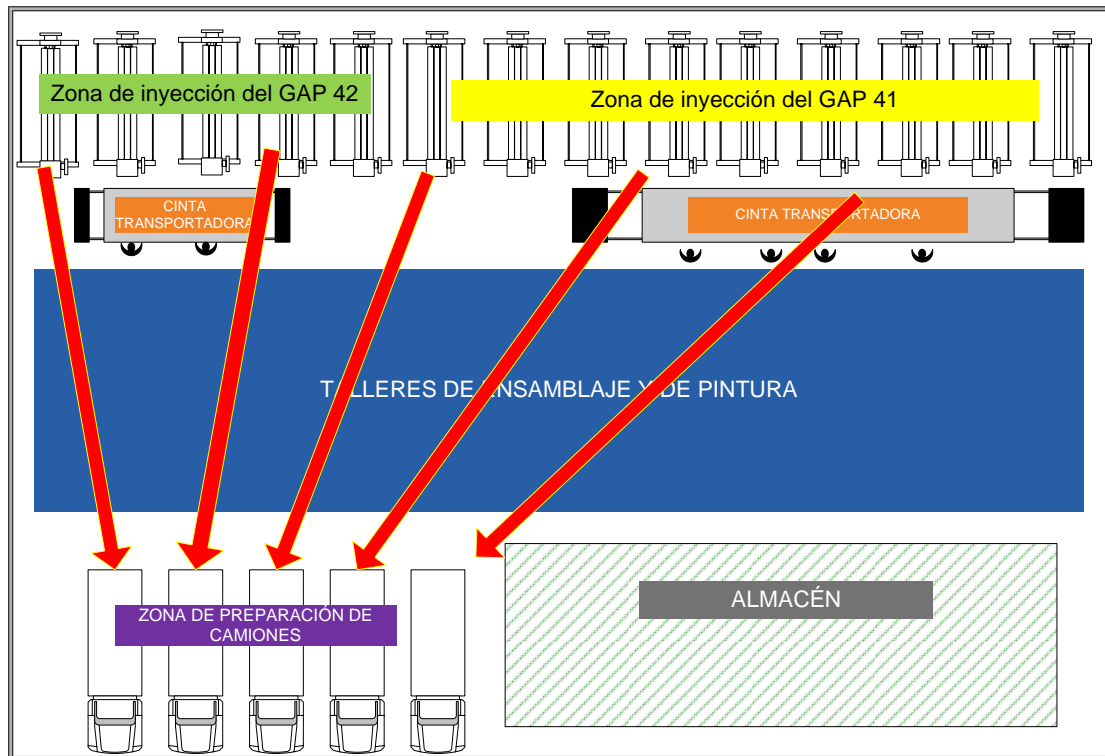 Zona de inyección del GAP 42
Zona de inyección del GAP 41
CINTA
TRANSPORTADORA
CINTA TRANSPORTADORA
TALLERES DE ENSAMBLAJE Y DE PINTURA
ZONA DE PREPARACIÓN DE
CAMIONES
ALMACÉN